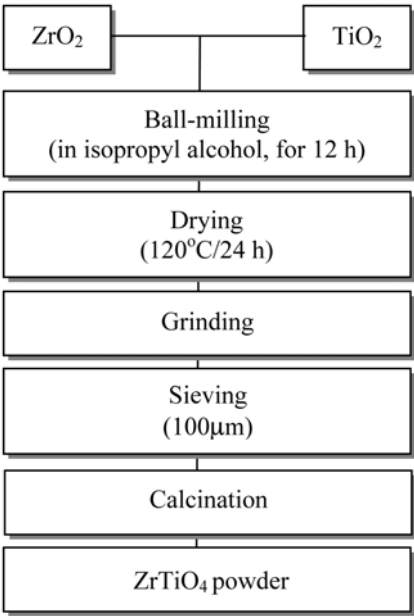 ZrO₂
TiO₂
Ball-milling
(in isopropyl alcohol, for 12 h)
Drying
(120°C/24 h)
Grinding
Sieving
(100μm)
Calcination
ZrTiO₄ powder